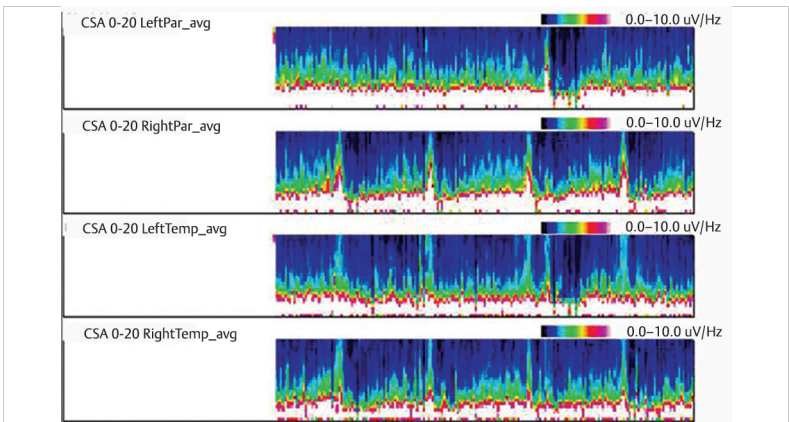 CSA 0-20 LeftPar_avg
0.0–10.0 uV/Hz
CSA 0-20 RightPar_avg
0.0–10.0 uV/Hz
CSA 0-20 LeftTemp_avg
0.0–10.0 uV/Hz
CSA 0-20 RightTemp_avg
0.0–10.0 uV/Hz